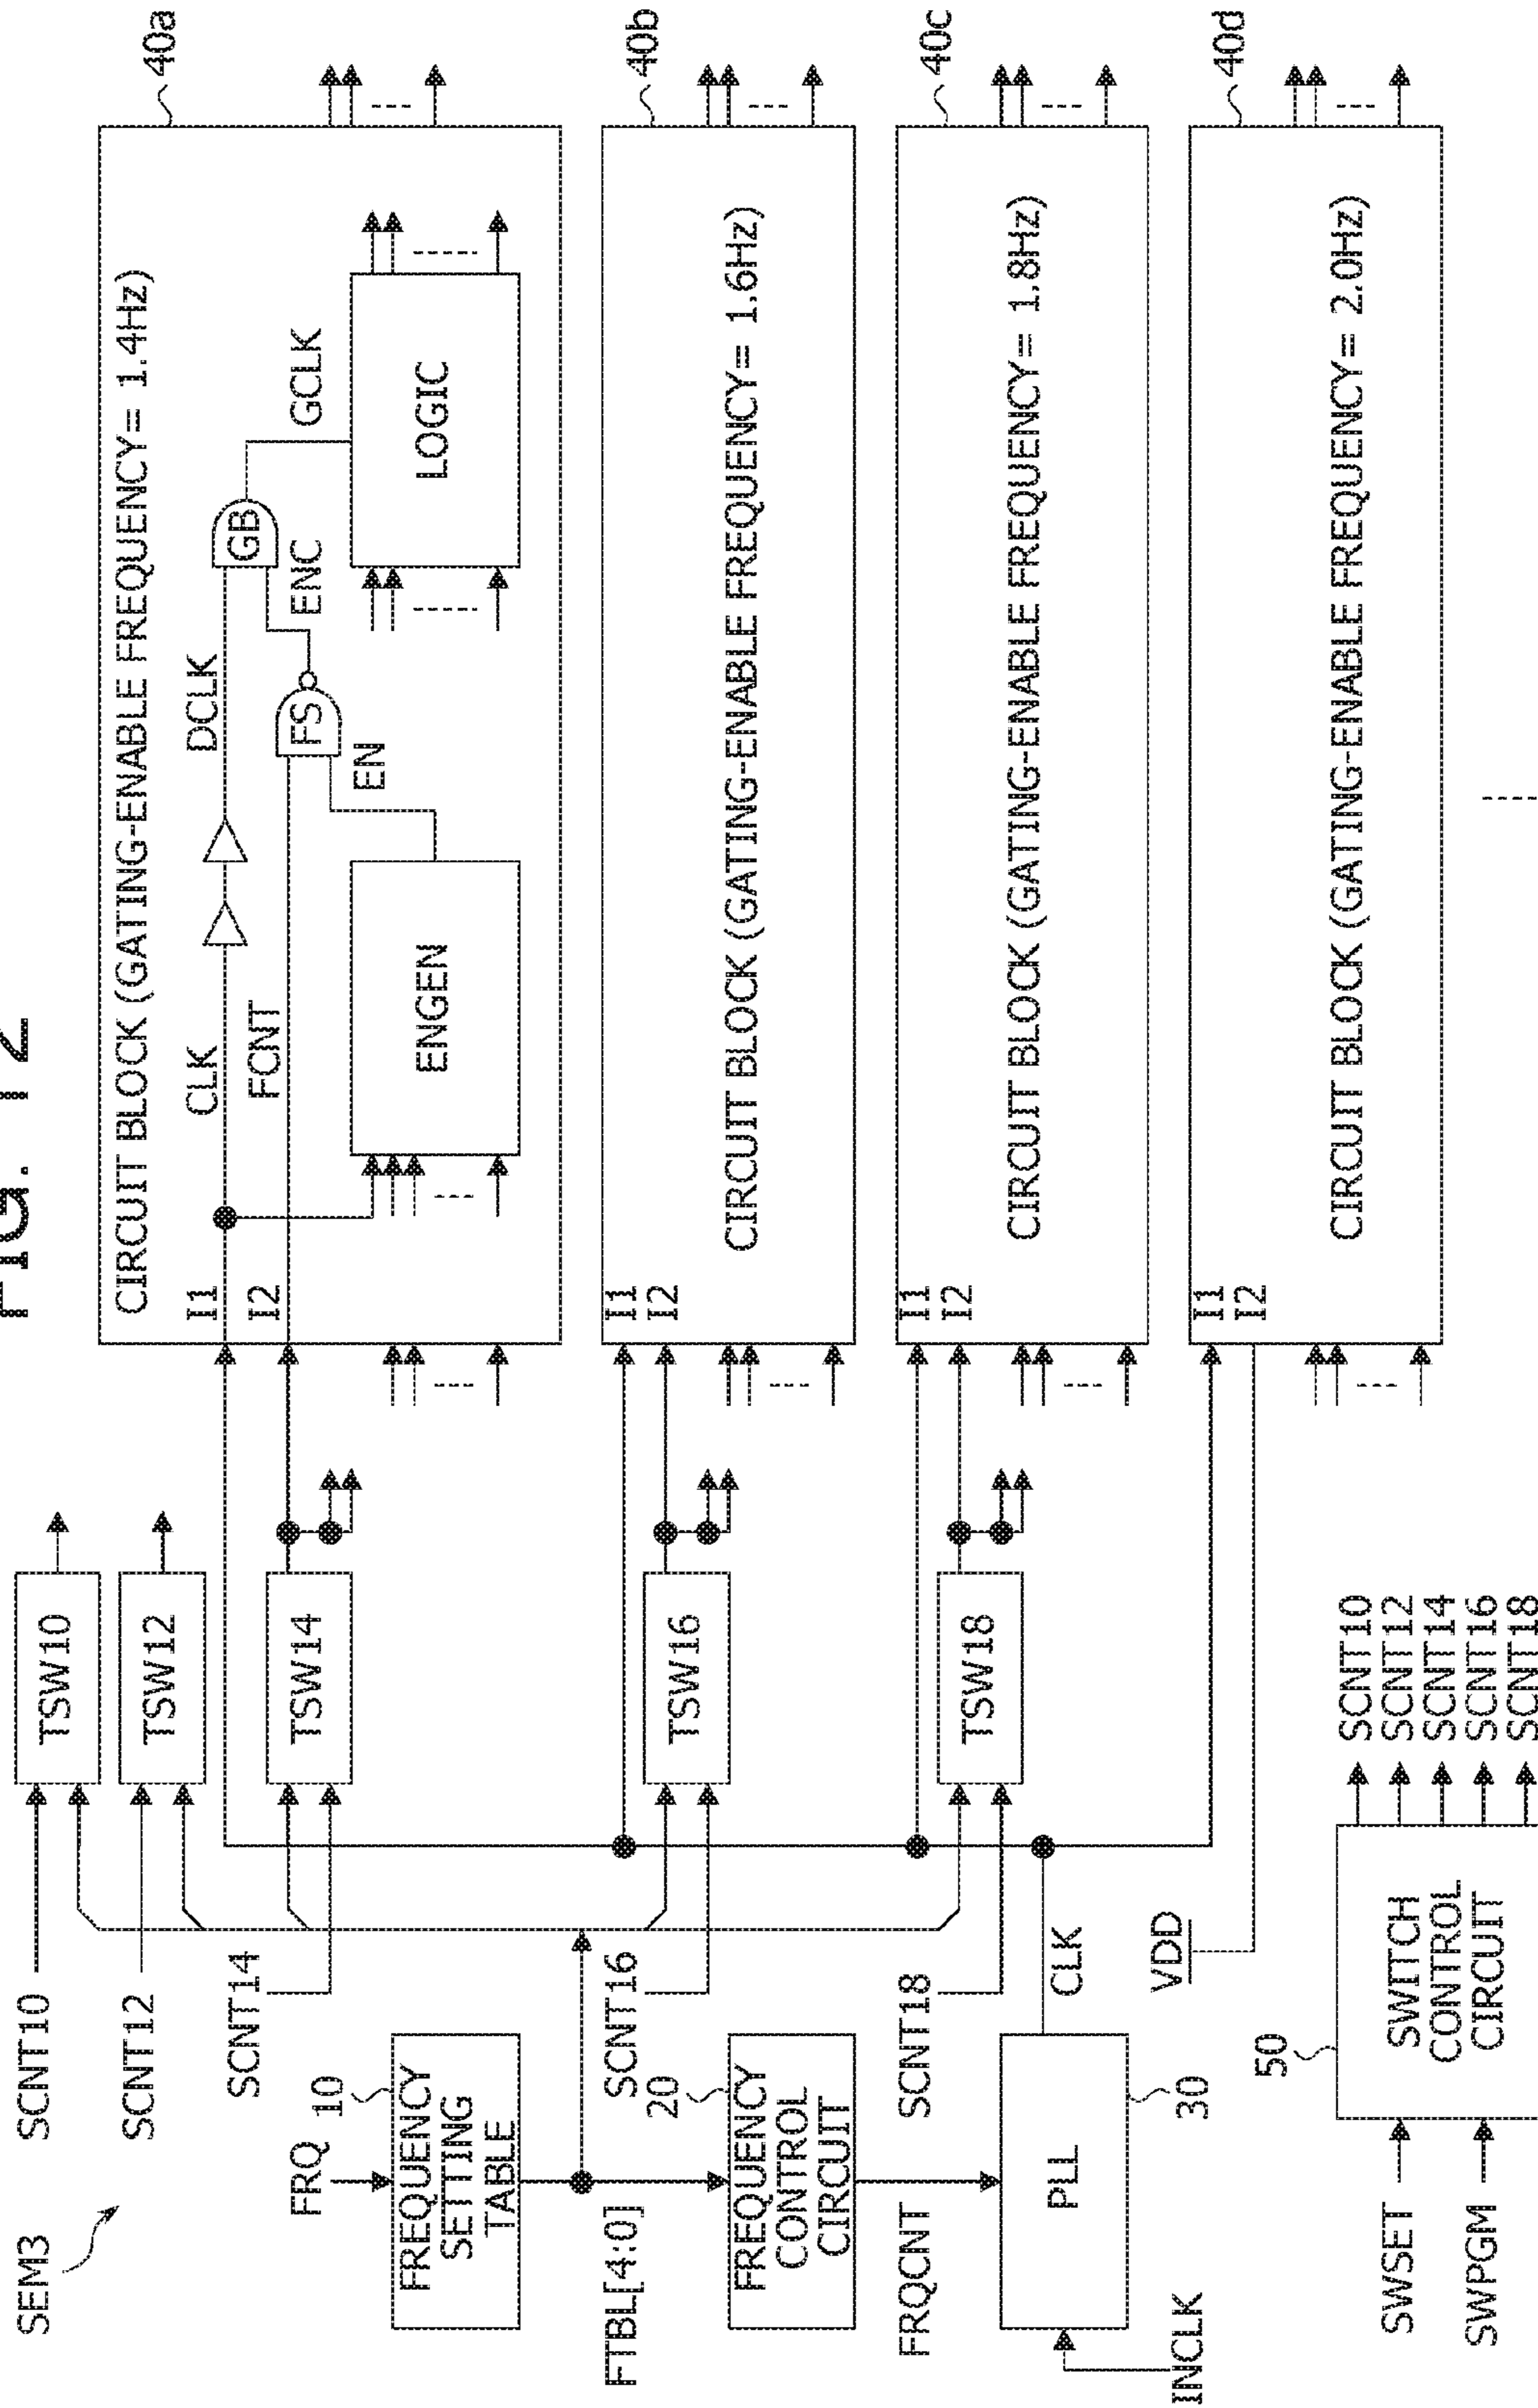 FIG. 12
SEM3
SCNT10
TSW10
SCNT12
TSW12
SCNT14
TSW14
FRQ
10
FREQUENCY
SETTING
TABLE
FTBL[4:0]
SCNT16
TSW16
20
FREQUENCY
CONTROL
CIRCUIT
FRQCNT
SCNT18
TSW18
PLL
30
CLK
INCLK
VDD
50
SWITCH
CONTROL
CIRCUIT
SWSET
SWPGM
SCNT10
SCNT12
SCNT14
SCNT16
SCNT18
40a
CIRCUIT BLOCK (GATING-ENABLE FREQUENCY= 1.4Hz)
I1
CLK
DCLK
I2
FCNT
GB
GCLK
FS
ENC
EN
ENGEN
LOGIC
40b
I1
I2
CIRCUIT BLOCK (GATING-ENABLE FREQUENCY= 1.6Hz)
40c
I1
I2
CIRCUIT BLOCK (GATING-ENABLE FREQUENCY= 1.8Hz)
40d
I1
I2
CIRCUIT BLOCK (GATING-ENABLE FREQUENCY= 2.0Hz)